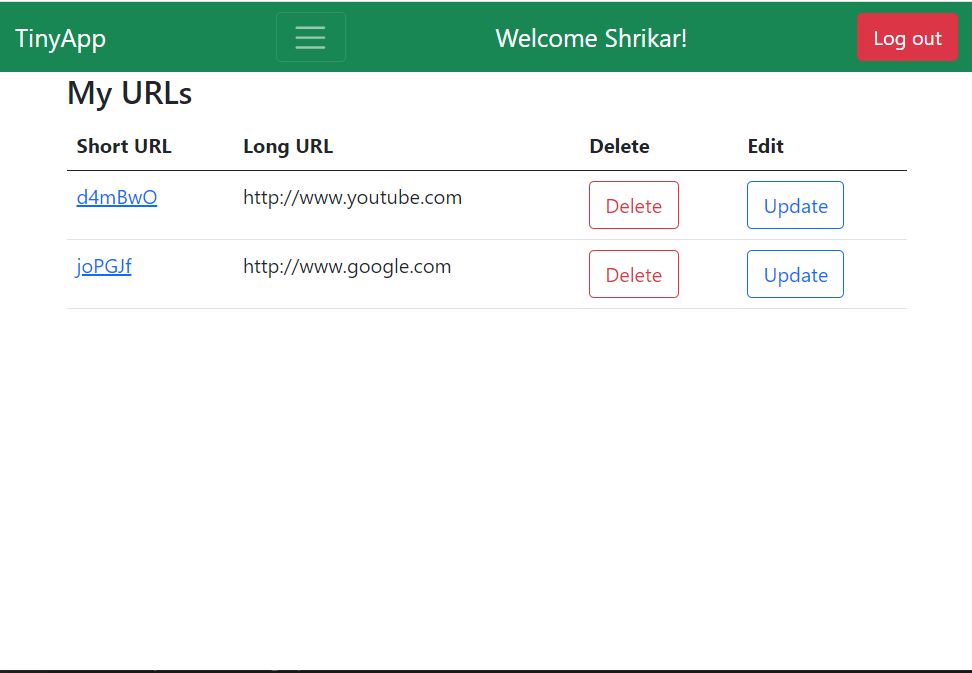 TinyApp Welcome Shrikar! Log out
My URLs
Short URL Long URL Delete Edit
d4mBwO http://www.youtube.com Delete Update
joPGJf http://www.google.com Delete Update